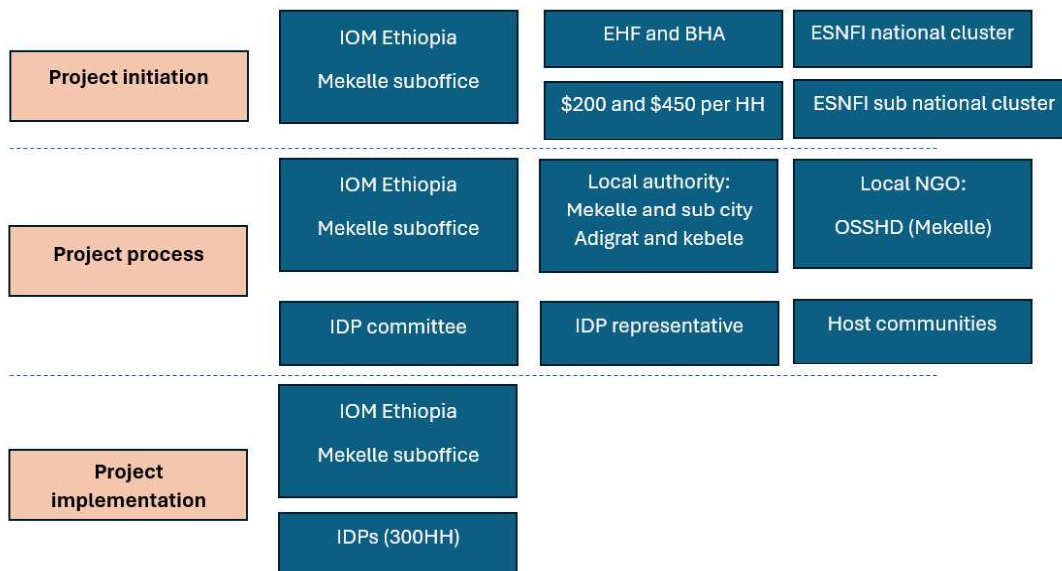 Project initiation
IOM Ethiopia
Mekelle suboffice
EHF and BHA
$200 and $450 per HH
ESNFI national cluster
ESNFI sub national cluster
Project process
IOM Ethiopia
Mekelle suboffice
Local authority:
Mekelle and sub city
Adigrat and kebele
Local NGO:
OSSHD (Mekelle)
IDP committee
IDP representative
Host communities
Project
implementation
IOM Ethiopia
Mekelle suboffice
IDPs (300HH)